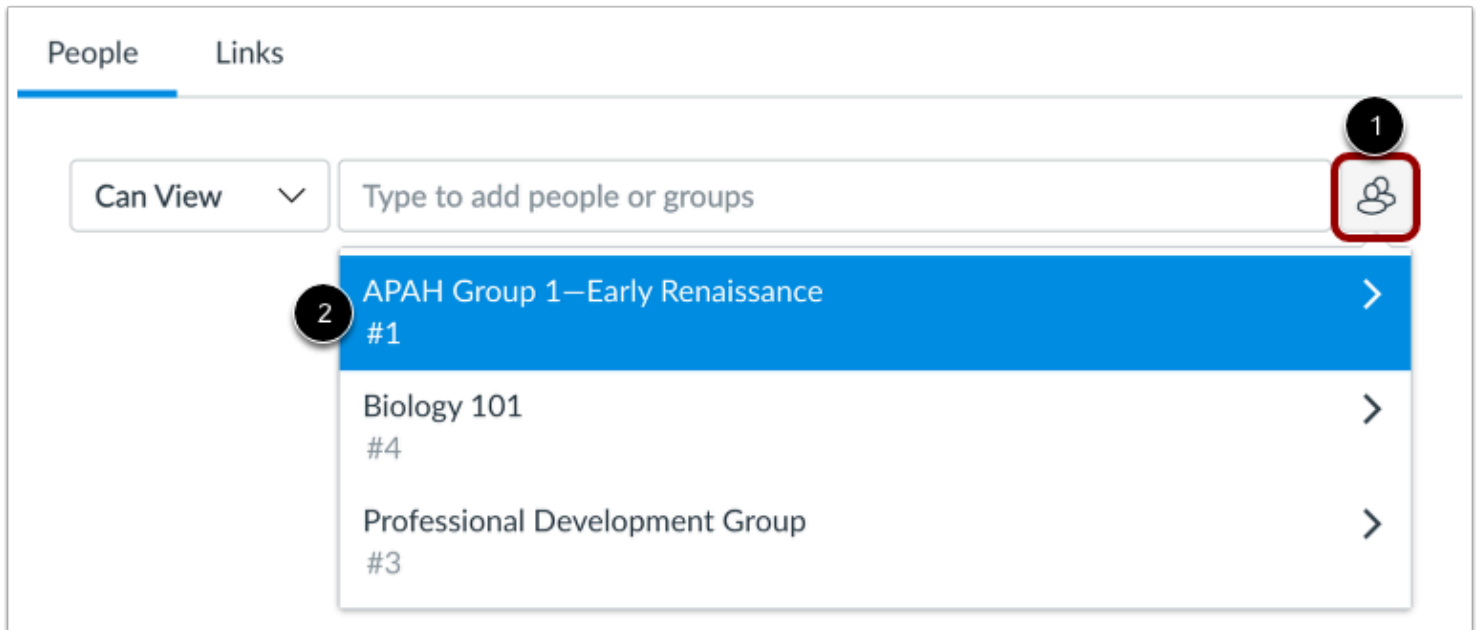 People Links
1
Can View Type to add people or groups
APAH Group 1—Early Renaissance
2
#1
Biology 101
#4
Professional Development Group
#3